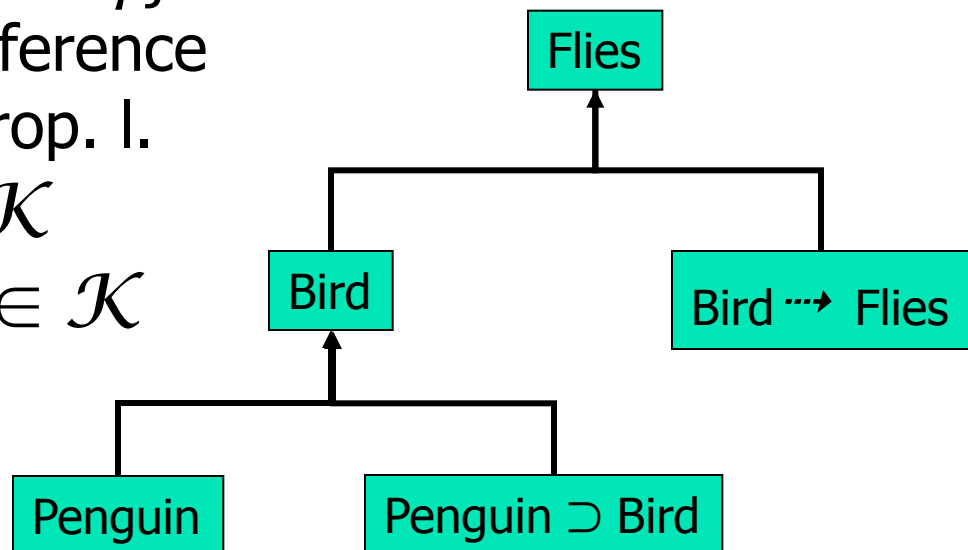 Flies
ference
rop. l.
𝒦
∈ 𝒦
Bird
Bird ⇢ Flies
Penguin
Penguin ⊃ Bird